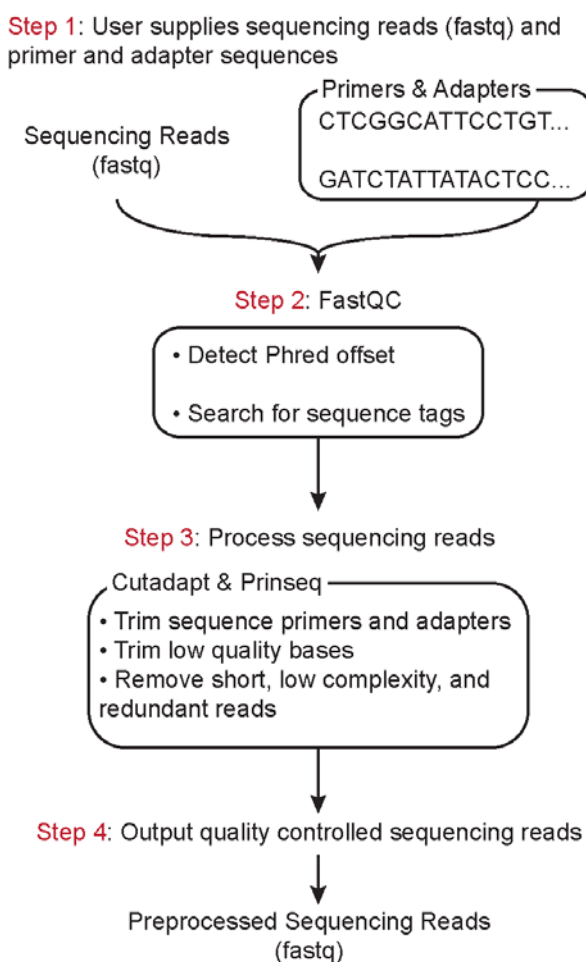 Step 1: User supplies sequencing reads (fastq) and
primer and adapter sequences
Primers & Adapters
CTCGGCATTCCTGT...
GATCTATTATACTCC...
Sequencing Reads
(fastq)
Step 2: FastQC
• Detect Phred offset
• Search for sequence tags
Step 3: Process sequencing reads
Cutadapt & Prinseq
• Trim sequence primers and adapters
• Trim low quality bases
• Remove short, low complexity, and
redundant reads
Step 4: Output quality controlled sequencing reads
Preprocessed Sequencing Reads
(fastq)